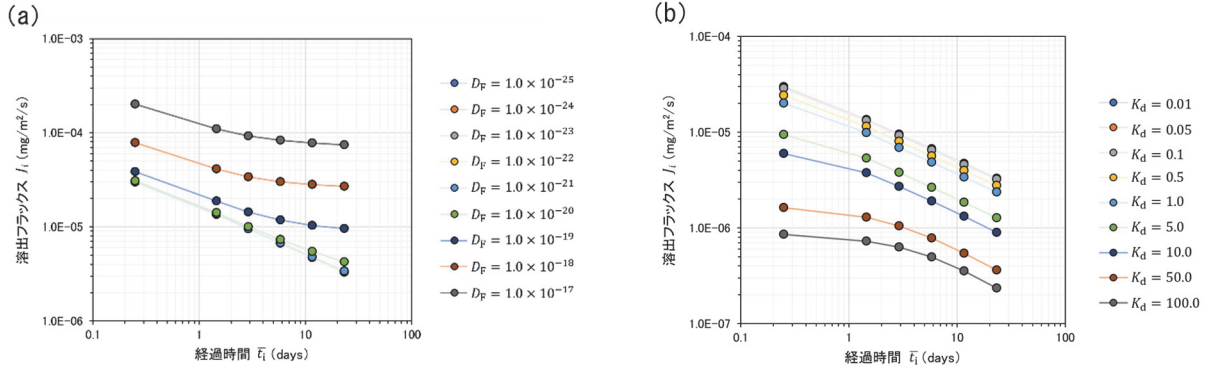 (a)
1.0E-03
1.0E-04
1.0E-05
1.0E-06
0.1
1
10
100
溶出フラックス J_i (mg/m²/s)
経過時間 t̄_i (days)
D_F = 1.0 × 10⁻²⁵
D_F = 1.0 × 10⁻²⁴
D_F = 1.0 × 10⁻²³
D_F = 1.0 × 10⁻²²
D_F = 1.0 × 10⁻²¹
D_F = 1.0 × 10⁻²⁰
D_F = 1.0 × 10⁻¹⁹
D_F = 1.0 × 10⁻¹⁸
D_F = 1.0 × 10⁻¹⁷
(b)
1.0E-04
1.0E-05
1.0E-06
1.0E-07
0.1
1
10
100
溶出フラックス J_i (mg/m²/s)
経過時間 t̄_i (days)
K_d = 0.01
K_d = 0.05
K_d = 0.1
K_d = 0.5
K_d = 1.0
K_d = 5.0
K_d = 10.0
K_d = 50.0
K_d = 100.0